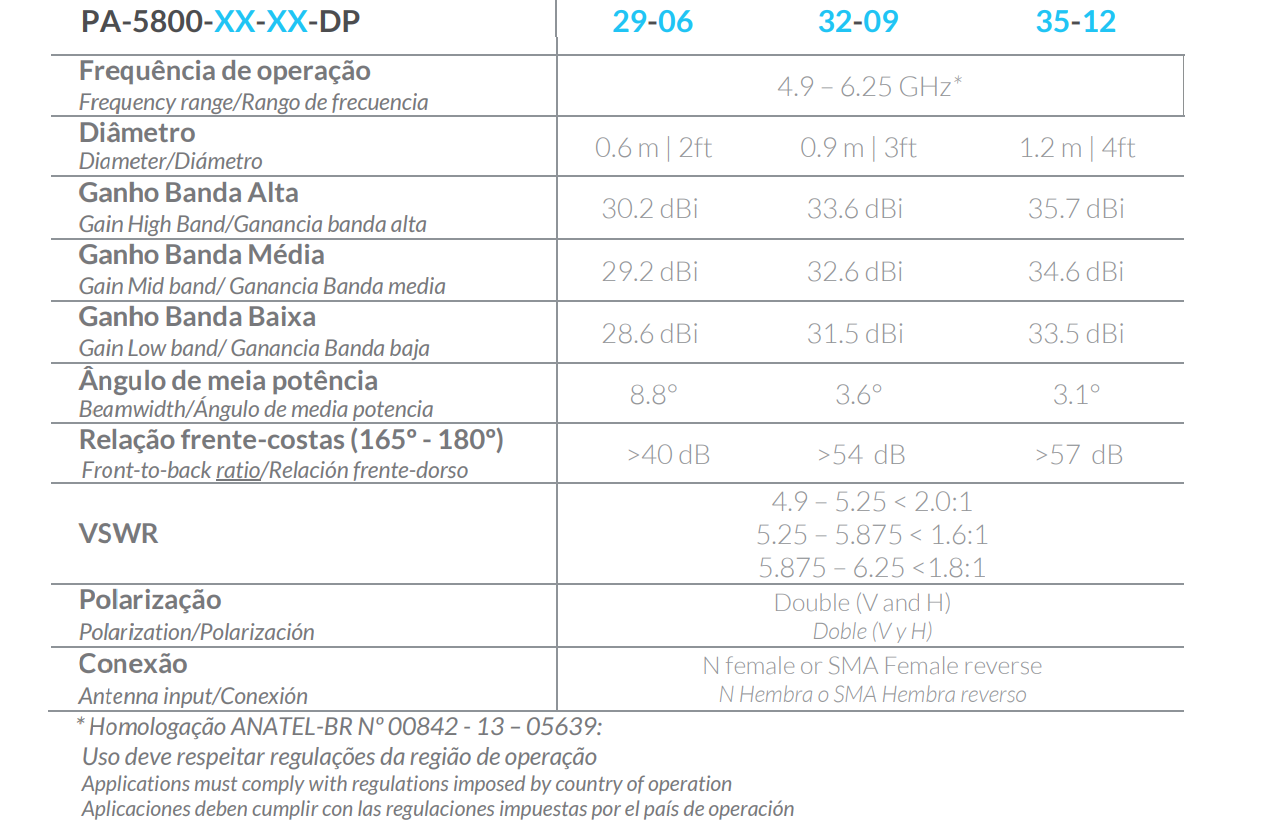 PA-5800-XX-XX-DP 29-06 32-09 35-12
Frequência de operação
Frequency range/Rango de frecuencia
4.9 – 6.25 GHz*
Diâmetro
Diameter/Diámetro
0.6 m | 2ft 0.9 m | 3ft 1.2 m | 4ft
Ganho Banda Alta
Gain High Band/Ganancia banda alta
30.2 dBi 33.6 dBi 35.7 dBi
Ganho Banda Média
Gain Mid band/ Ganancia Banda media
29.2 dBi 32.6 dBi 34.6 dBi
Ganho Banda Baixa
Gain Low band/ Ganancia Banda baja
28.6 dBi 31.5 dBi 33.5 dBi
Ângulo de meia potência
Beamwidth/Ángulo de media potencia
8.8° 3.6° 3.1°
Relação frente-costas (165º - 180º)
Front-to-back ratio/Relación frente-dorso
>40 dB >54 dB >57 dB
VSWR
4.9 – 5.25 < 2.0:1
5.25 – 5.875 < 1.6:1
5.875 – 6.25 <1.8:1
Polarização
Polarization/Polarización
Double (V and H)
Doble (V y H)
Conexão
Antenna input/Conexión
N female or SMA Female reverse
N Hembra o SMA Hembra reverso
* Homologação ANATEL-BR Nº 00842 - 13 – 05639:
Uso deve respeitar regulações da região de operação
Applications must comply with regulations imposed by country of operation
Aplicaciones deben cumplir con las regulaciones impuestas por el país de operación